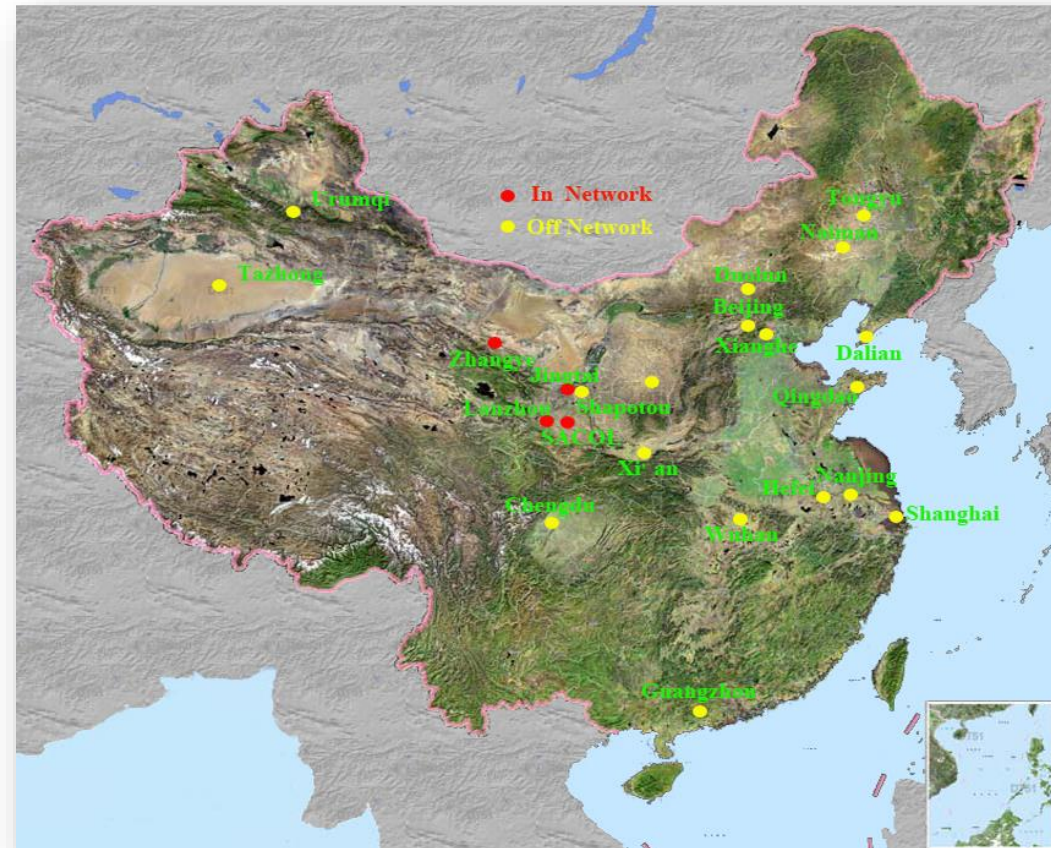 In Network
Off Network
Urumqi
Tongyu
Naiman
Tazhong
Duolun
Beijing
Xianghe
Dalian
Zhangye
Jingtai
Qingdao
Lanzhou
Shapotou
SACOL
Xi' an
Nanjing
Hefei
Chengdu
Shanghai
Wuhan
Guangzhou